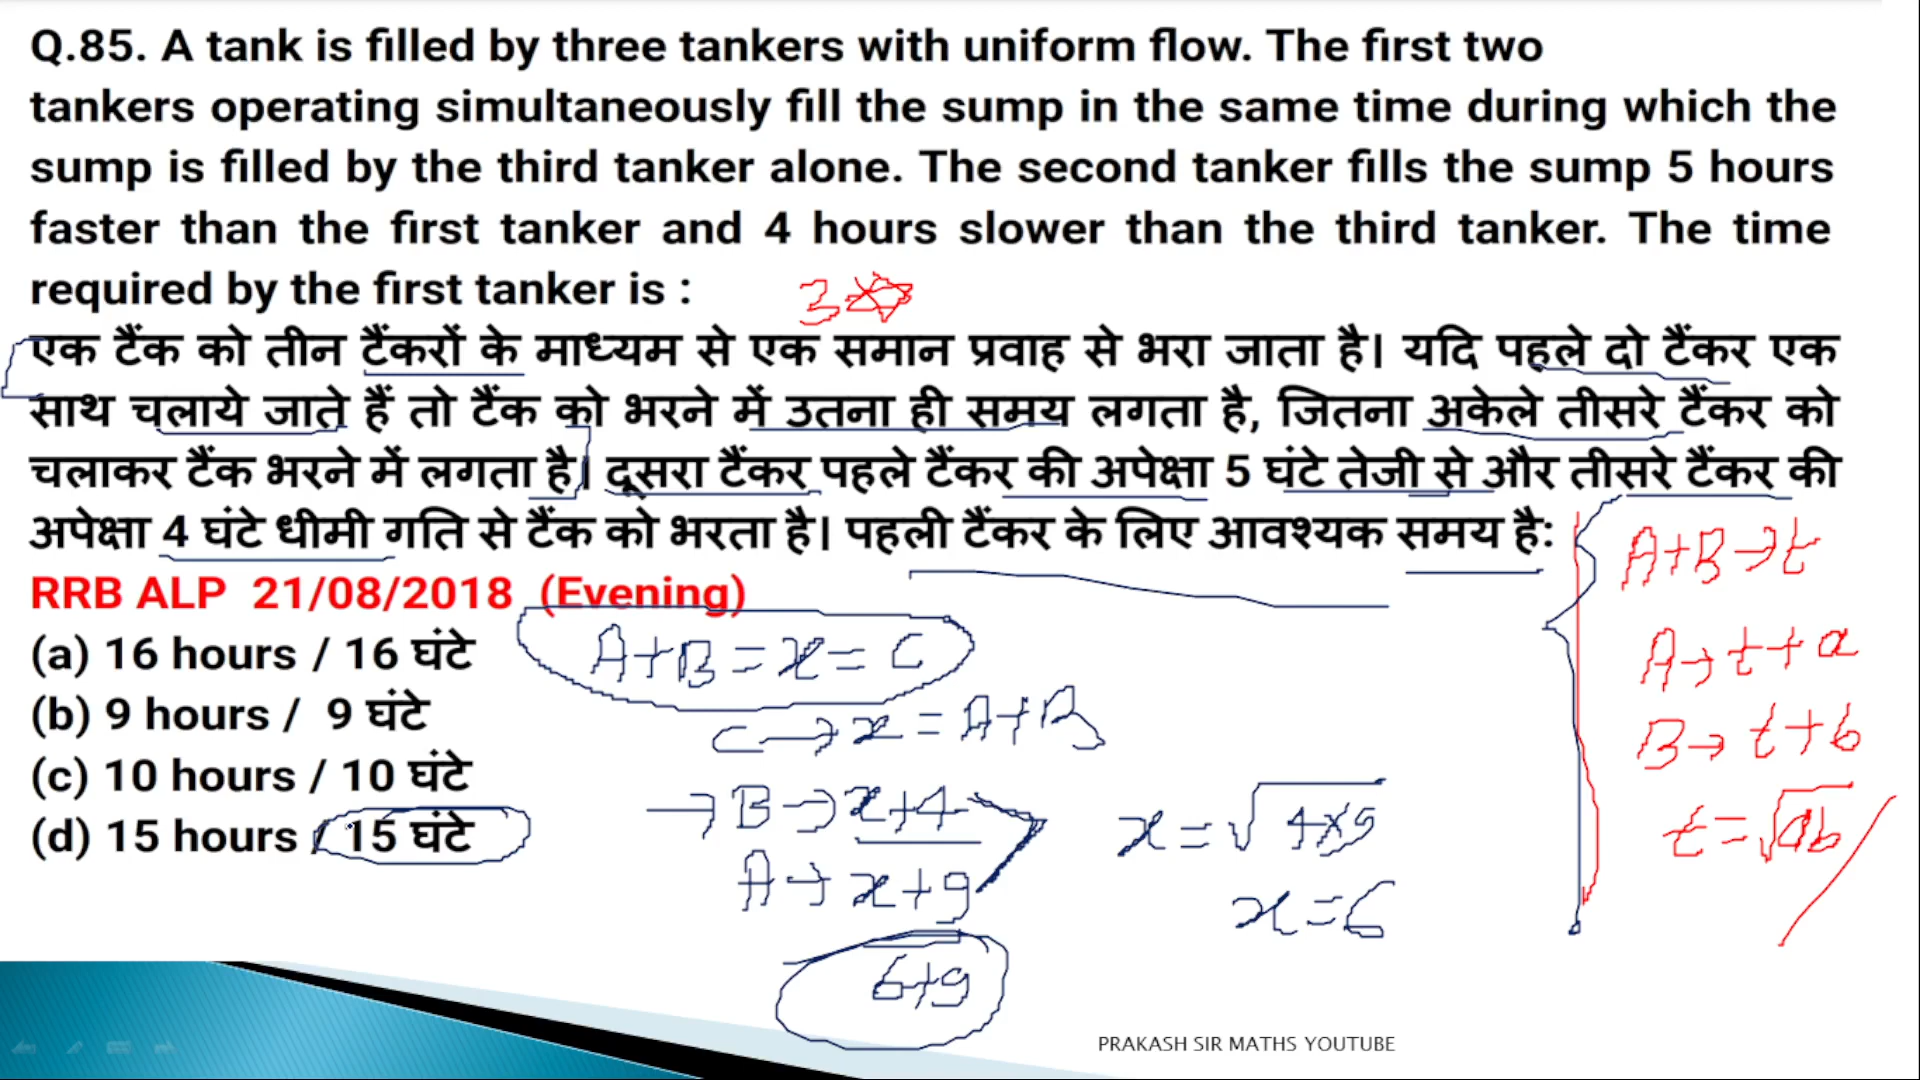 Q.85. A tank is filled by three tankers with uniform flow. The first two
tankers operating simultaneously fill the sump in the same time during which the
sump is filled by the third tanker alone. The second tanker fills the sump 5 hours
faster than the first tanker and 4 hours slower than the third tanker. The time
required by the first tanker is :
3
एक टैंक को तीन टैंकरों के माध्यम से एक समान प्रवाह से भरा जाता है। यदि पहले दो टैंकर एक
साथ चलाये जाते हैं तो टैंक को भरने में उतना ही समय लगता है, जितना अकेले तीसरे टैंकर को
चलाकर टैंक भरने में लगता है। दूसरा टैंकर पहले टैंकर की अपेक्षा 5 घंटे तेजी से और तीसरे टैंकर की
अपेक्षा 4 घंटे धीमी गति से टैंक को भरता है। पहली टैंकर के लिए आवश्यक समय है:
RRB ALP 21/08/2018 (Evening)
(a) 16 hours / 16 घंटे
(b) 9 hours / 9 घंटे
(c) 10 hours / 10 घंटे
(d) 15 hours / 15 घंटे
A+B=x=C
C→x=A+B
→B→x+4
A→x+9
6+9
x=√4×9
x=6
A+B→t
A→t+a
B→t+b
t=√ab
PRAKASH SIR MATHS YOUTUBE